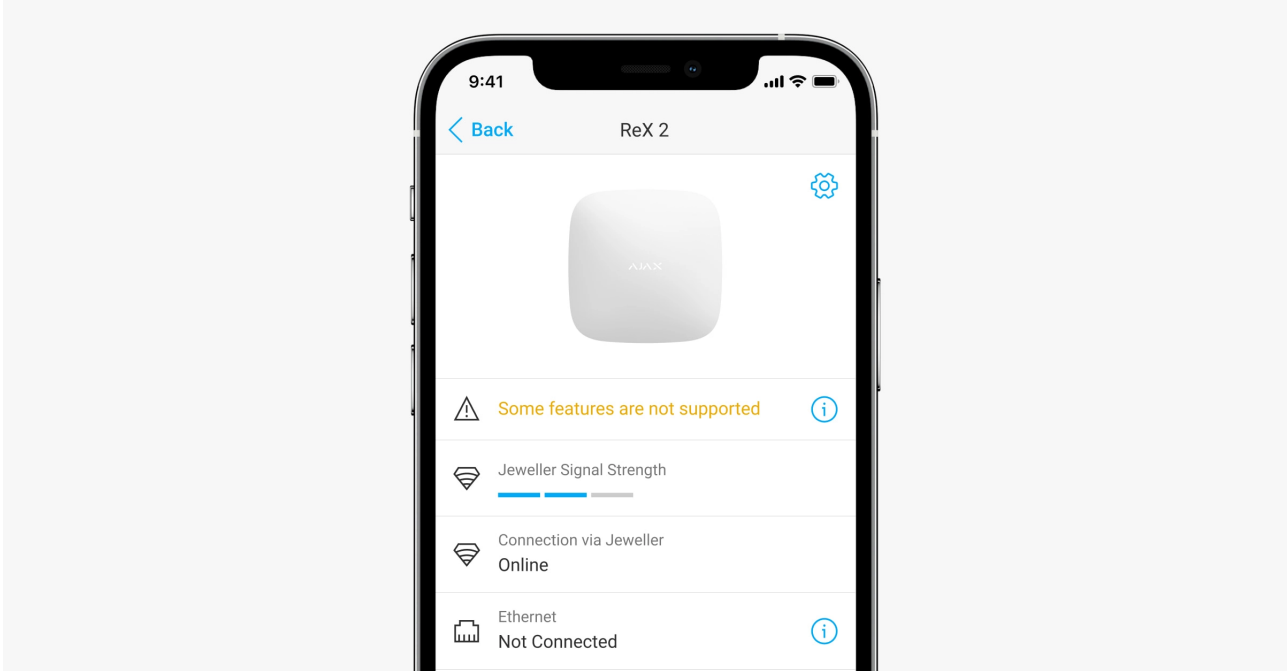 9:41
Back
ReX 2
AJAX
Some features are not supported
Jeweller Signal Strength
Connection via Jeweller
Online
Ethernet
Not Connected